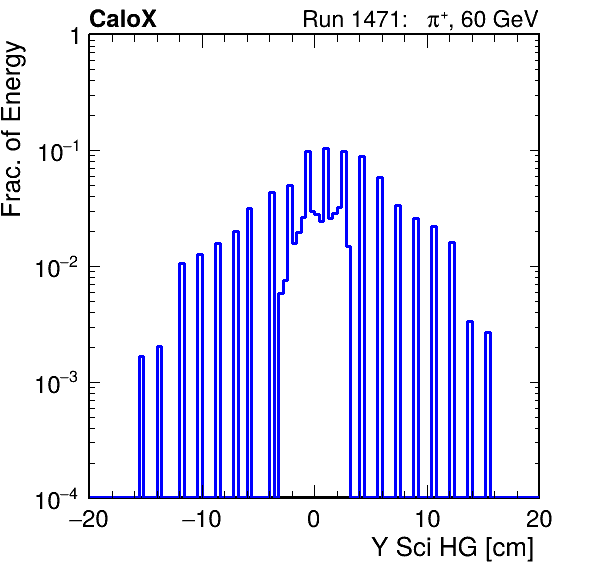 CaloX Run 1471: π⁺, 60 GeV
Frac. of Energy
1
10⁻¹
10⁻²
10⁻³
10⁻⁴
−20 −10 0 10 20
Y Sci HG [cm]